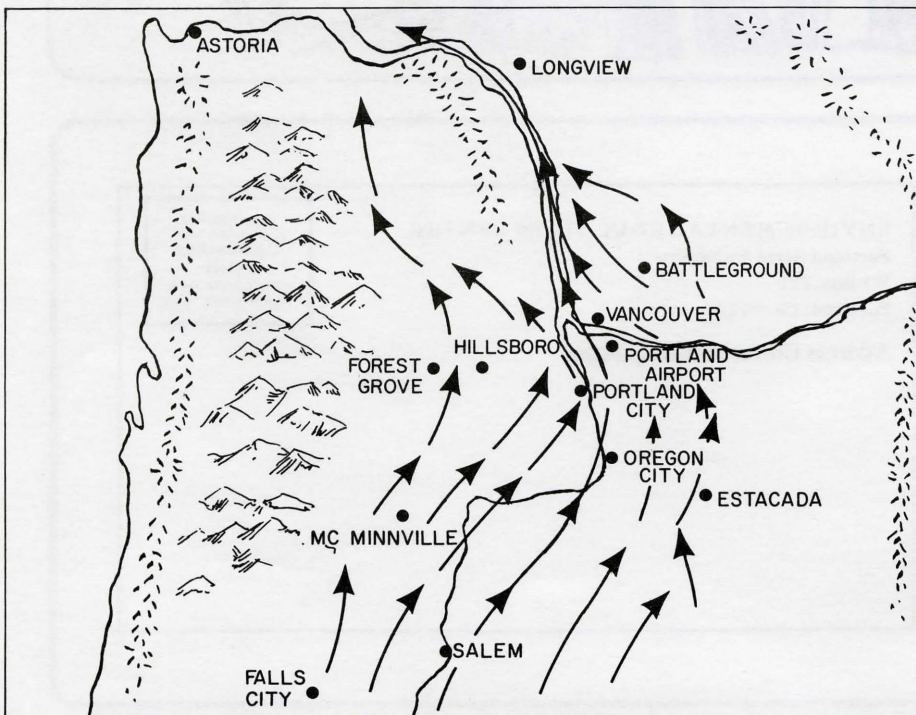 ASTORIA
LONGVIEW
BATTLEGROUND
VANCOUVER
HILLSBORO
PORTLAND
AIRPORT
FOREST
GROVE
PORTLAND
CITY
OREGON
CITY
ESTACADA
MC MINNVILLE
SALEM
FALLS
CITY